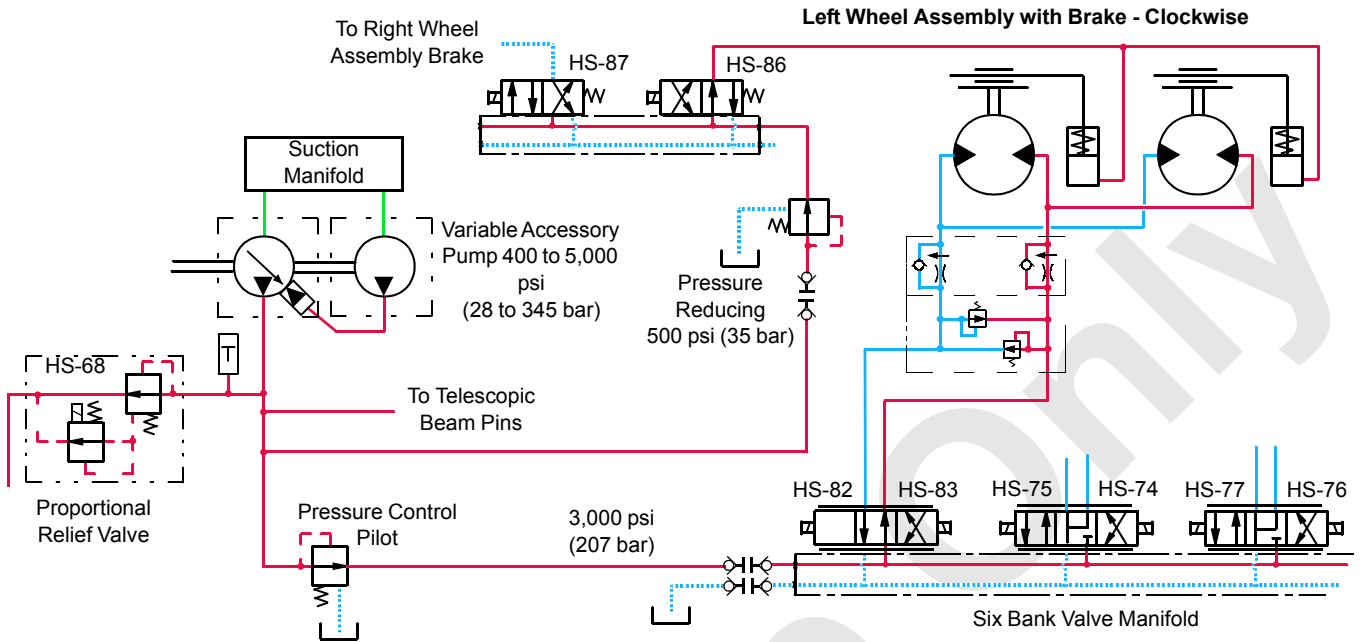 Left Wheel Assembly with Brake - Clockwise
To Right Wheel
Assembly Brake
HS-87
HS-86
Suction
Manifold
Variable Accessory
Pump 400 to 5,000
psi
(28 to 345 bar)
Pressure
Reducing
500 psi (35 bar)
HS-68
T
To Telescopic
Beam Pins
Proportional
Relief Valve
Pressure Control
Pilot
3,000 psi
(207 bar)
HS-82
HS-83
HS-75
HS-74
HS-77
HS-76
Six Bank Valve Manifold
Only